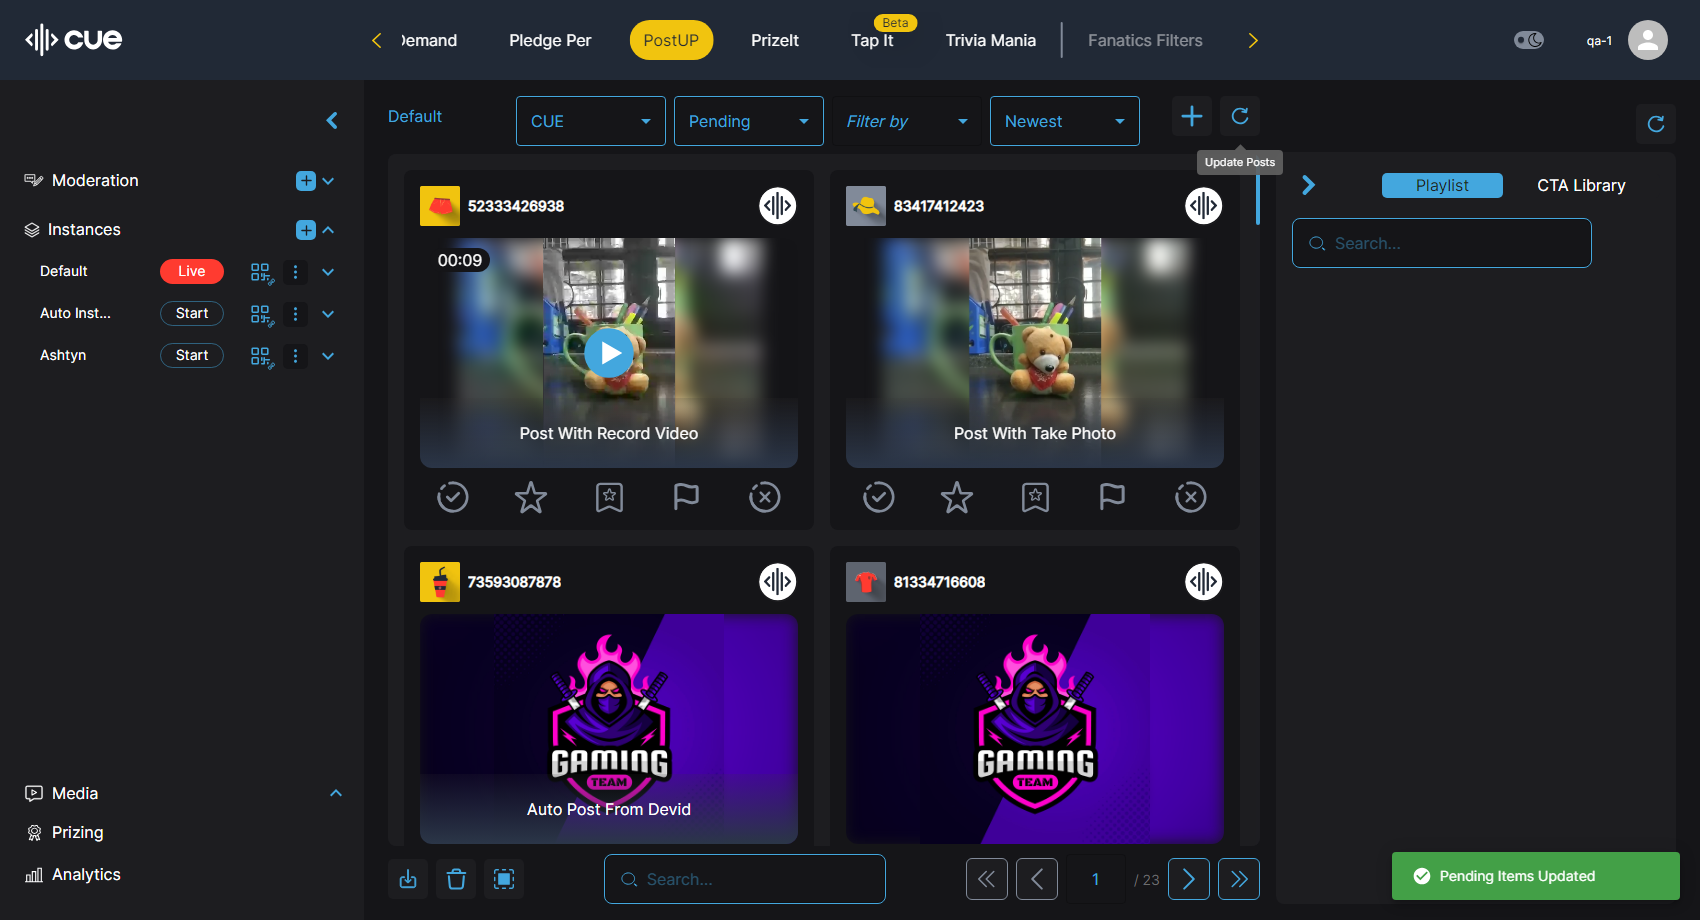 cue
Demand
Pledge Per
PostUP
PrizeIt
Beta
Tap It
Trivia Mania
Fanatics Filters
qa-1
Default
CUE
Pending
Filter by
Newest
Update Posts
Moderation
Instances
Default
Live
Auto Inst...
Start
Ashtyn
Start
Media
Prizing
Analytics
52333426938
00:09
Post With Record Video
83417412423
Post With Take Photo
73593087878
GAMING
TEAM
Auto Post From Devid
81334716608
GAMING
TEAM
Search...
1
/ 23
Playlist
CTA Library
Search...
Pending Items Updated